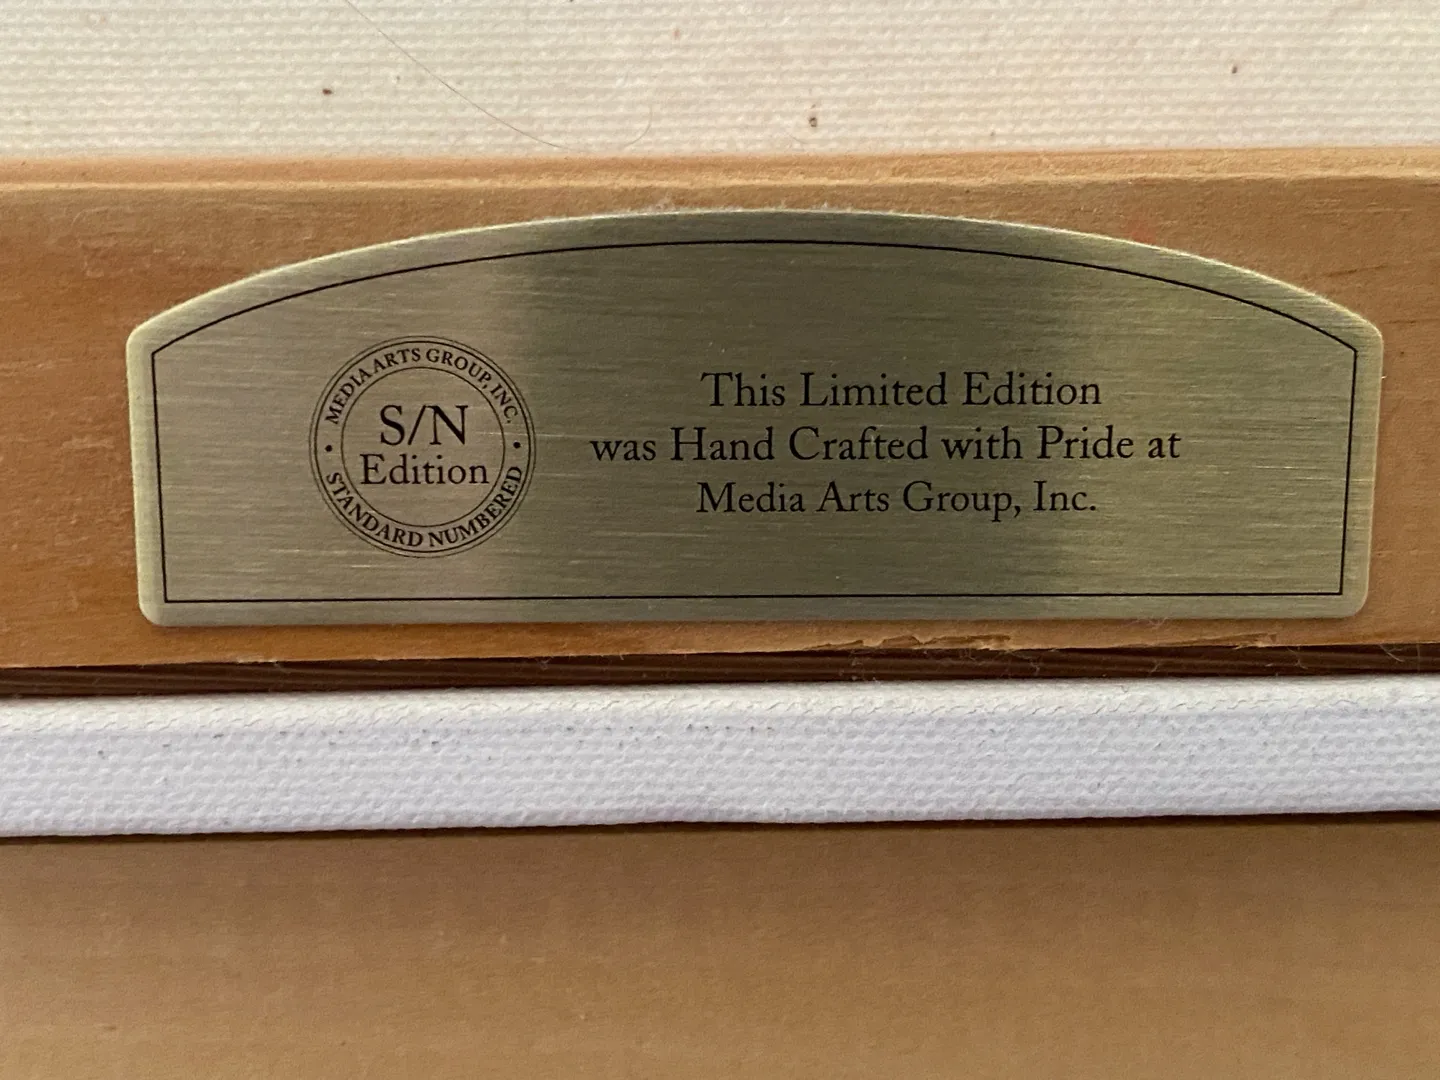 MEDIA ARTS GROUP, INC.
S/N
Edition
STANDARD NUMBERED
This Limited Edition
was Hand Crafted with Pride at
Media Arts Group, Inc.